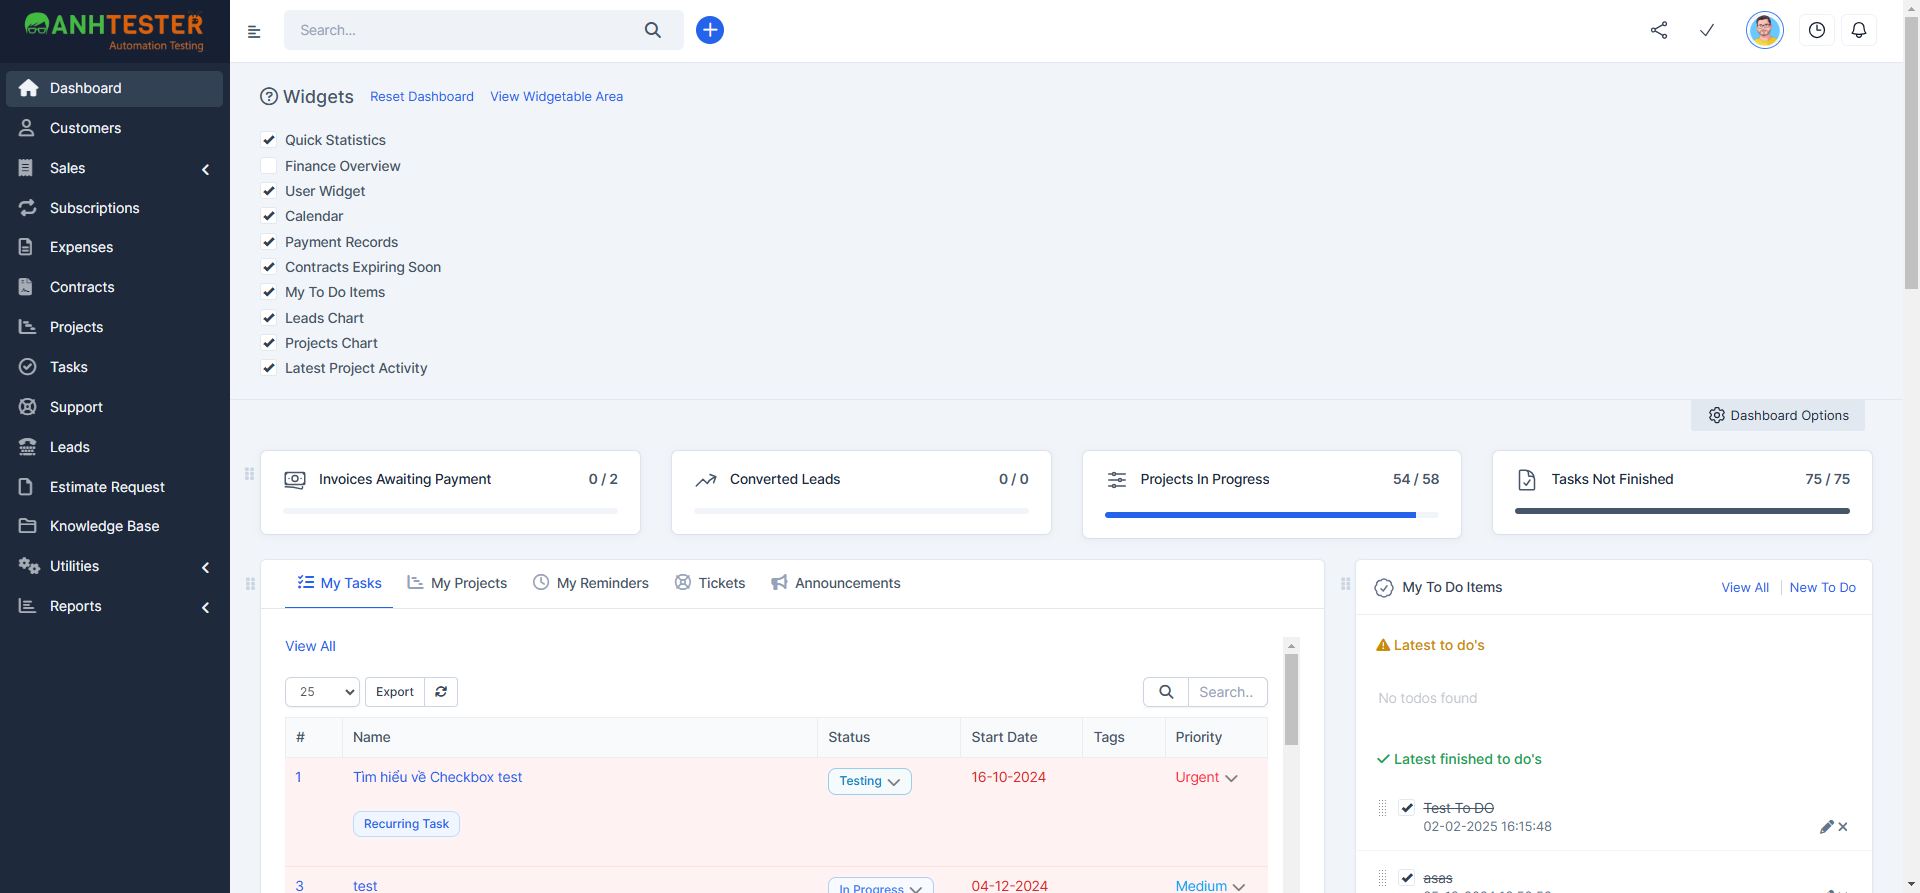 ANHTESTER
Automation Testing
Search...
Dashboard
Customers
Sales
Subscriptions
Expenses
Contracts
Projects
Tasks
Support
Leads
Estimate Request
Knowledge Base
Utilities
Reports
Widgets Reset Dashboard View Widgetable Area
Quick Statistics
Finance Overview
User Widget
Calendar
Payment Records
Contracts Expiring Soon
My To Do Items
Leads Chart
Projects Chart
Latest Project Activity
Dashboard Options
Invoices Awaiting Payment 0 / 2
Converted Leads 0 / 0
Projects In Progress 54 / 58
Tasks Not Finished 75 / 75
My Tasks My Projects My Reminders Tickets Announcements
View All
25 Export Search..
# Name Status Start Date Tags Priority
1 Tìm hiểu về Checkbox test Testing 16-10-2024 Urgent
Recurring Task
3 test In Progress 04-12-2024 Medium
My To Do Items View All New To Do
Latest to do's
No todos found
Latest finished to do's
Test To DO
02-02-2025 16:15:48
asas